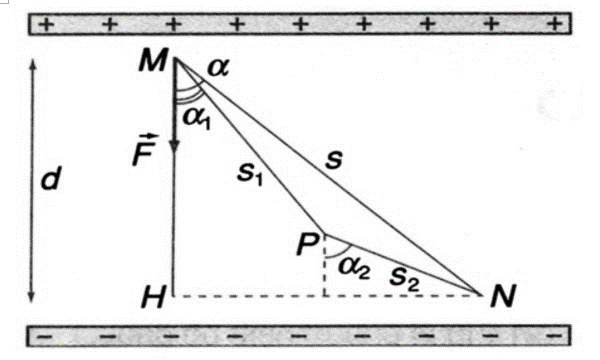 + + + + + + + +
M α
α₁
F⃗
d s₁ s
P
α₂
s₂
H N
− − − − − − − −